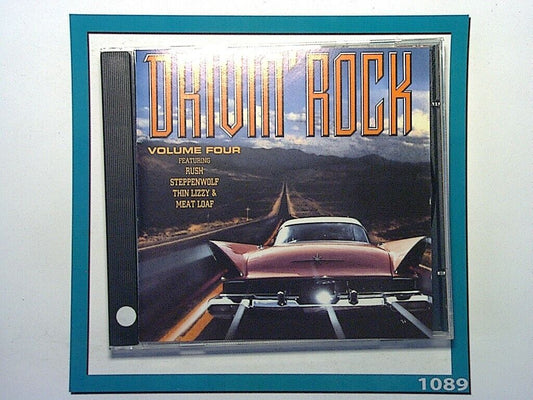 DRIVIN' ROCK
VOLUME FOUR
FEATURING
RUSH
STEPPENWOLF
THIN LIZZY &
MEAT LOAF
1089